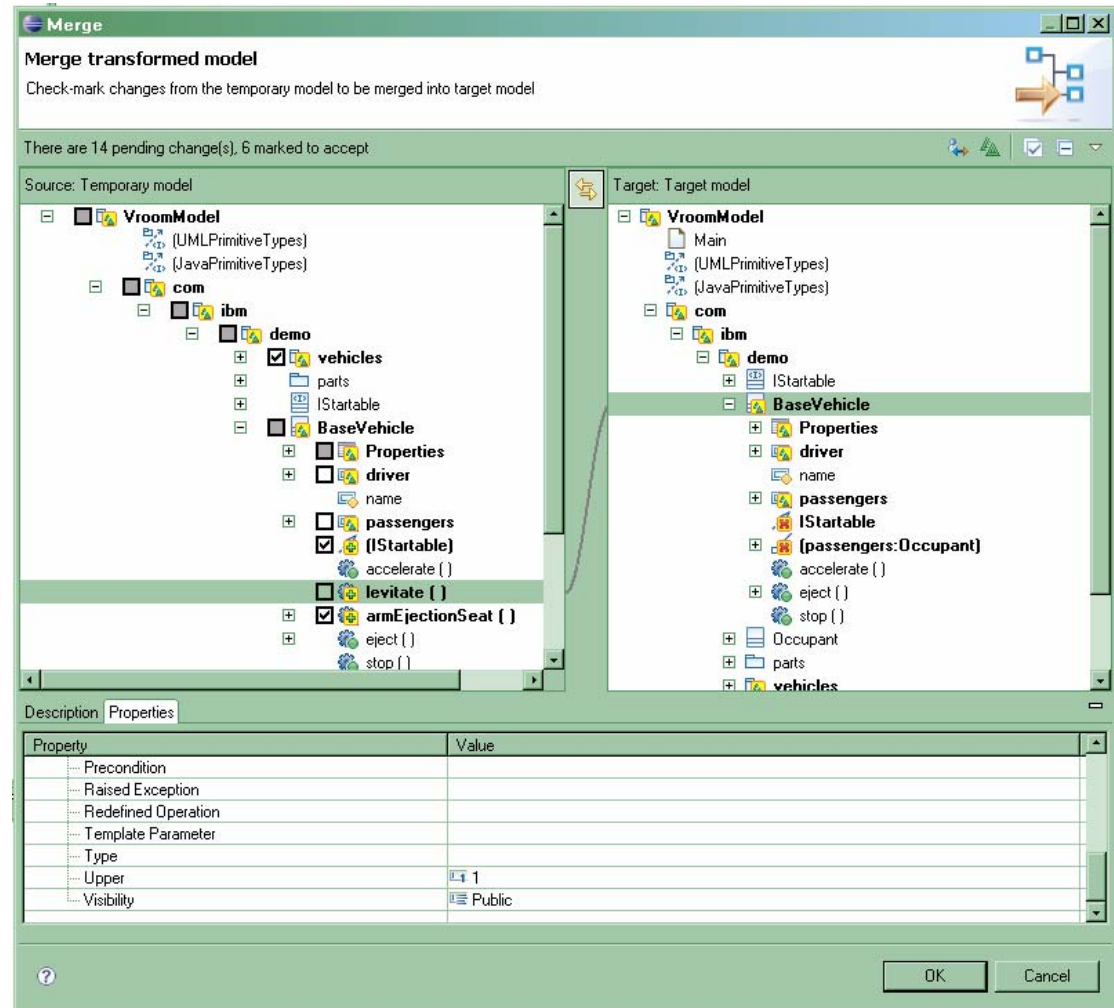 Merge
Merge transformed model
Check-mark changes from the temporary model to be merged into target model
There are 14 pending change(s), 6 marked to accept
Source: Temporary model
VroomModel
(UMLPrimitiveTypes)
(JavaPrimitiveTypes)
com
ibm
demo
vehicles
parts
IStartable
BaseVehicle
Properties
driver
name
passengers
(IStartable)
accelerate ( )
levitate ( )
armEjectionSeat ( )
eject ( )
stop ( )
Target: Target model
VroomModel
Main
(UMLPrimitiveTypes)
(JavaPrimitiveTypes)
com
ibm
demo
IStartable
BaseVehicle
Properties
driver
name
passengers
IStartable
(passengers:Occupant)
accelerate ( )
eject ( )
stop ( )
Occupant
parts
vehicles
Description Properties
Property Value
Precondition
Raised Exception
Redefined Operation
Template Parameter
Type
Upper 1
Visibility Public
OK Cancel